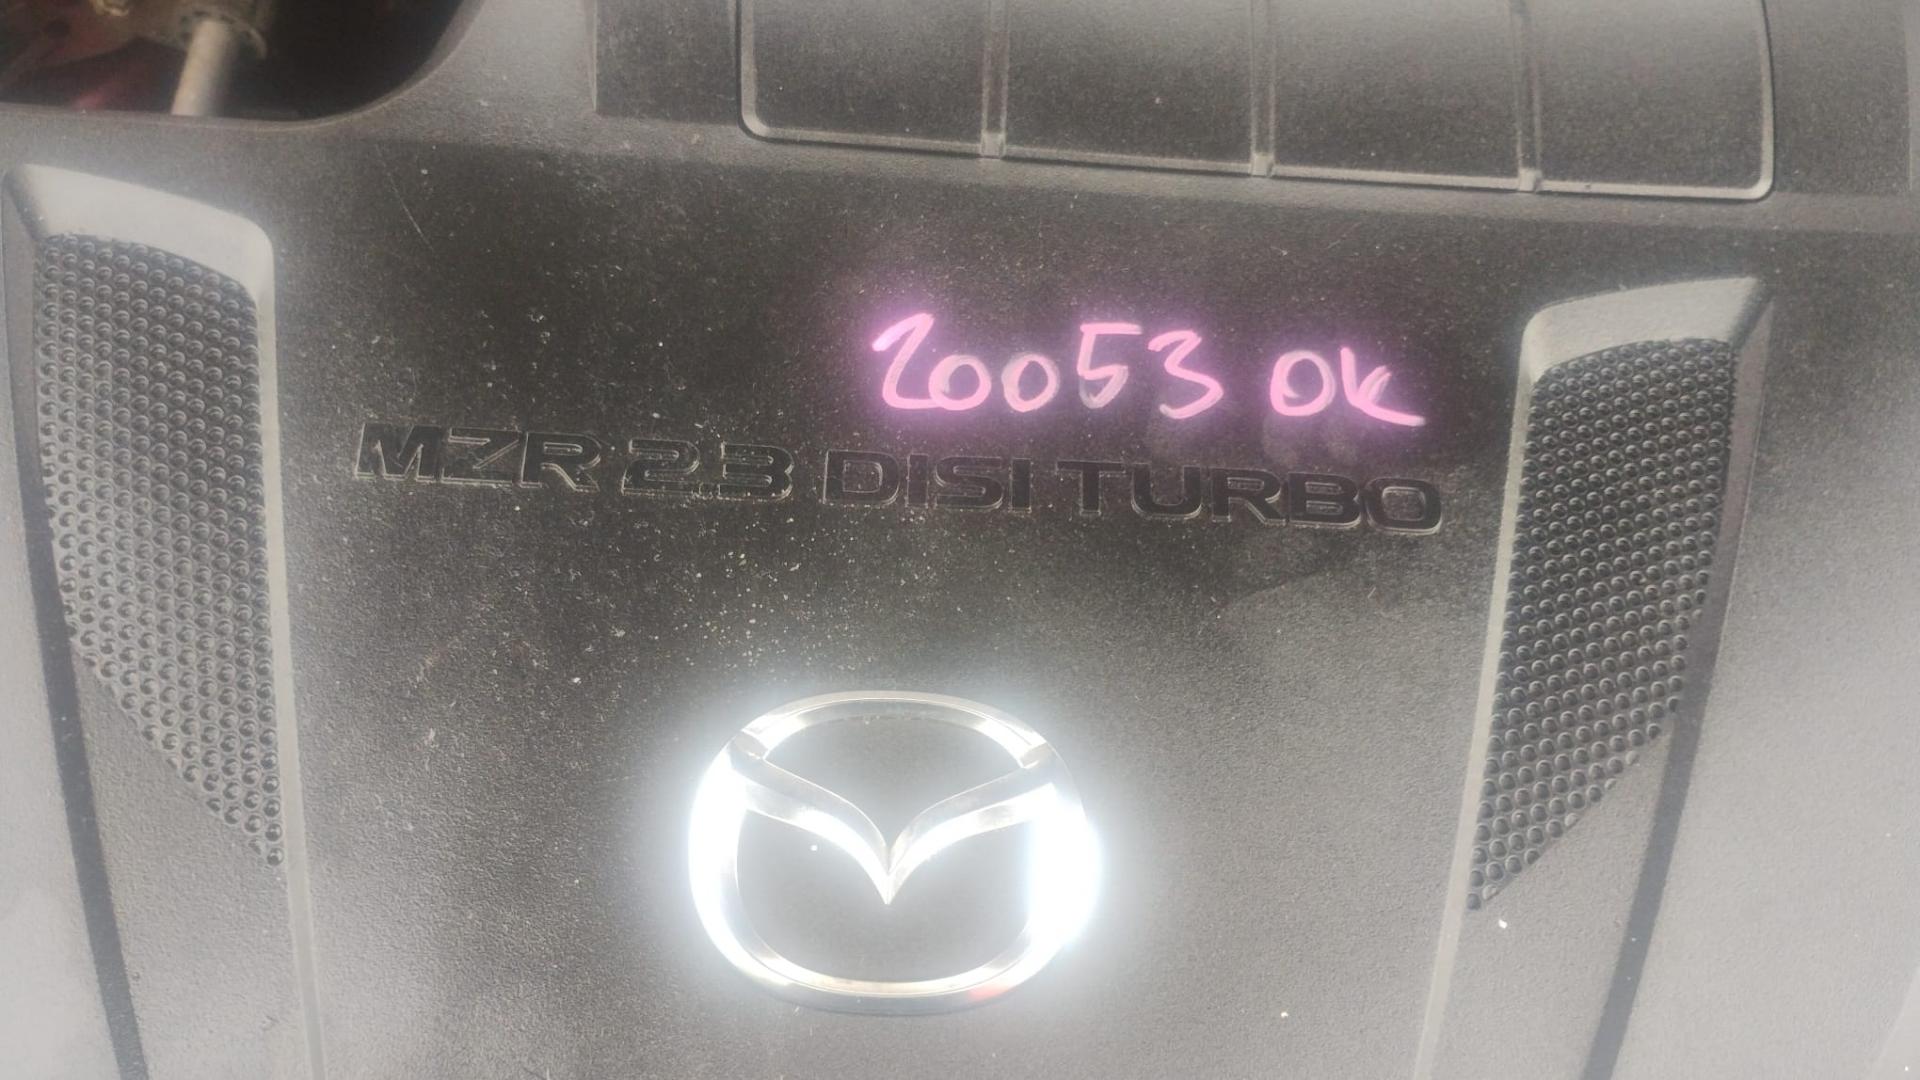 20053 OK
MZR 2.3 DISI TURBO